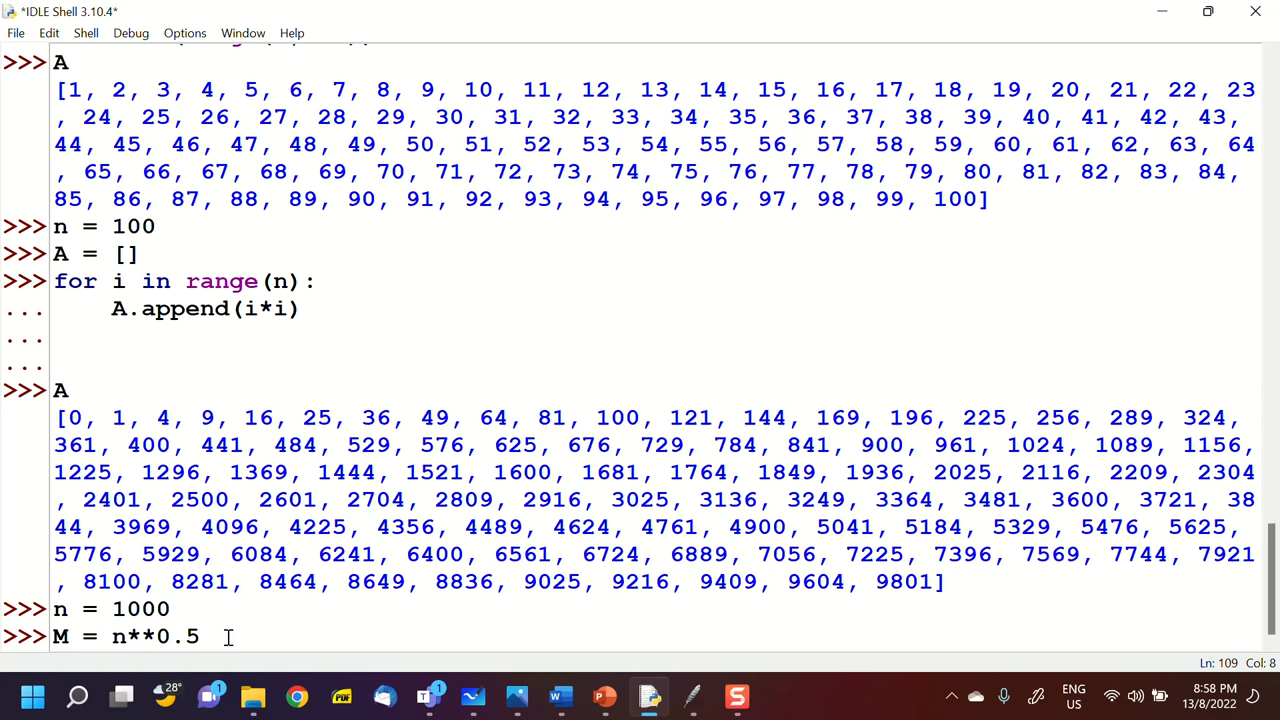 *IDLE Shell 3.10.4*
File Edit Shell Debug Options Window Help
>>> A
[1, 2, 3, 4, 5, 6, 7, 8, 9, 10, 11, 12, 13, 14, 15, 16, 17, 18, 19, 20, 21, 22, 23
, 24, 25, 26, 27, 28, 29, 30, 31, 32, 33, 34, 35, 36, 37, 38, 39, 40, 41, 42, 43,
44, 45, 46, 47, 48, 49, 50, 51, 52, 53, 54, 55, 56, 57, 58, 59, 60, 61, 62, 63, 64
, 65, 66, 67, 68, 69, 70, 71, 72, 73, 74, 75, 76, 77, 78, 79, 80, 81, 82, 83, 84,
85, 86, 87, 88, 89, 90, 91, 92, 93, 94, 95, 96, 97, 98, 99, 100]
>>> n = 100
>>> A = []
>>> for i in range(n):
... A.append(i*i)
...
...
>>> A
[0, 1, 4, 9, 16, 25, 36, 49, 64, 81, 100, 121, 144, 169, 196, 225, 256, 289, 324,
361, 400, 441, 484, 529, 576, 625, 676, 729, 784, 841, 900, 961, 1024, 1089, 1156,
1225, 1296, 1369, 1444, 1521, 1600, 1681, 1764, 1849, 1936, 2025, 2116, 2209, 2304
, 2401, 2500, 2601, 2704, 2809, 2916, 3025, 3136, 3249, 3364, 3481, 3600, 3721, 38
44, 3969, 4096, 4225, 4356, 4489, 4624, 4761, 4900, 5041, 5184, 5329, 5476, 5625,
5776, 5929, 6084, 6241, 6400, 6561, 6724, 6889, 7056, 7225, 7396, 7569, 7744, 7921
, 8100, 8281, 8464, 8649, 8836, 9025, 9216, 9409, 9604, 9801]
>>> n = 1000
>>> M = n**0.5
Ln: 109 Col: 8
28°
1
PDF
1
ENG
US
8:58 PM
13/8/2022